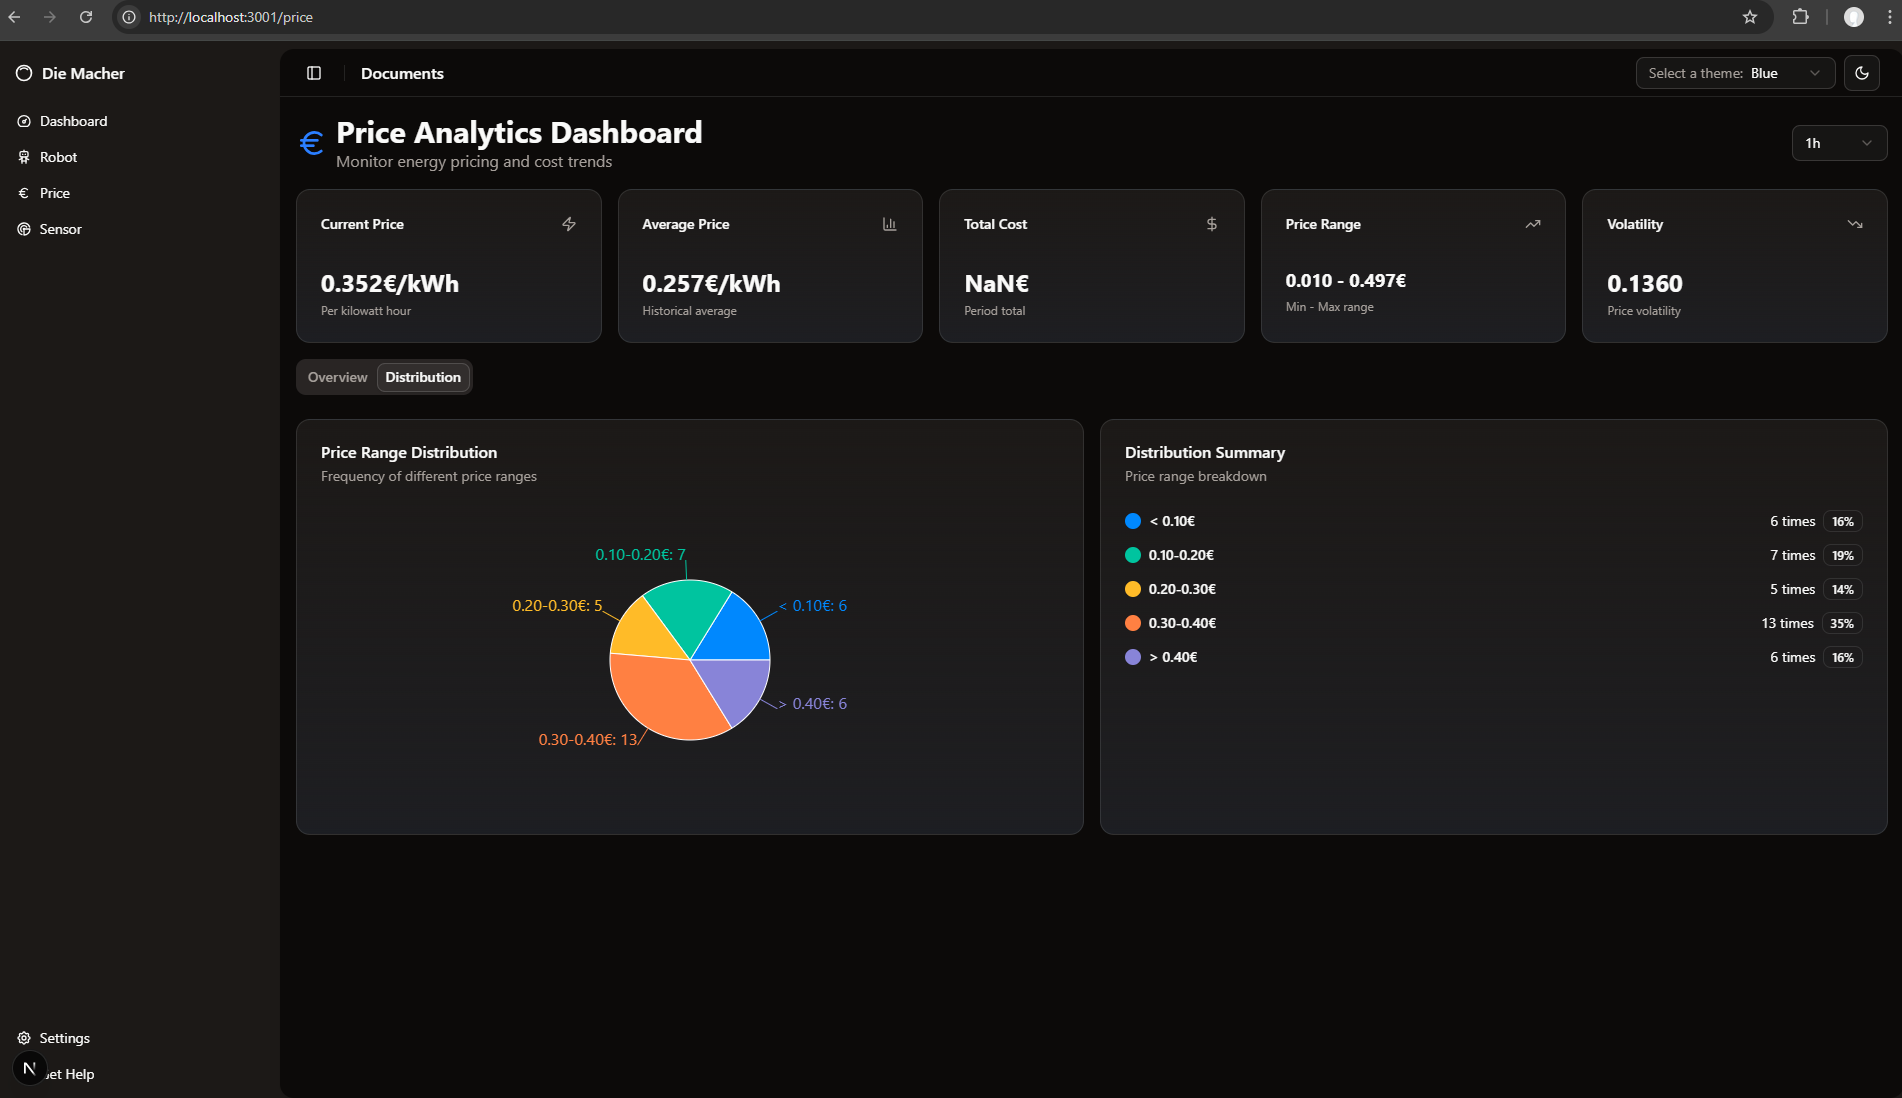 http://localhost:3001/price
Die Macher
Dashboard
Robot
Price
Sensor
Settings
N
et Help
Documents
Select a theme: Blue
€ Price Analytics Dashboard
Monitor energy pricing and cost trends
1h
Current Price
0.352€/kWh
Per kilowatt hour
Average Price
0.257€/kWh
Historical average
Total Cost
$
NaN€
Period total
Price Range
0.010 - 0.497€
Min - Max range
Volatility
0.1360
Price volatility
Overview
Distribution
Price Range Distribution
Frequency of different price ranges
0.10-0.20€: 7
0.20-0.30€: 5
< 0.10€: 6
> 0.40€: 6
0.30-0.40€: 13
Distribution Summary
Price range breakdown
< 0.10€ 6 times 16%
0.10-0.20€ 7 times 19%
0.20-0.30€ 5 times 14%
0.30-0.40€ 13 times 35%
> 0.40€ 6 times 16%